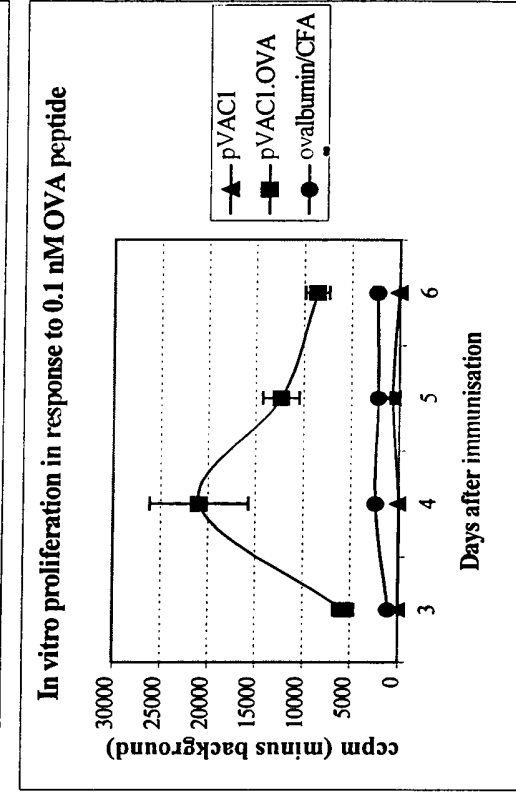 In vitro proliferation in response to 0.1 nM OVA peptide
ccpm (minus background)
30000
25000
20000
15000
10000
5000
0
3
4
5
6
Days after immunisation
pVAC1
pVAC1.OVA
ovalbumin/CFA